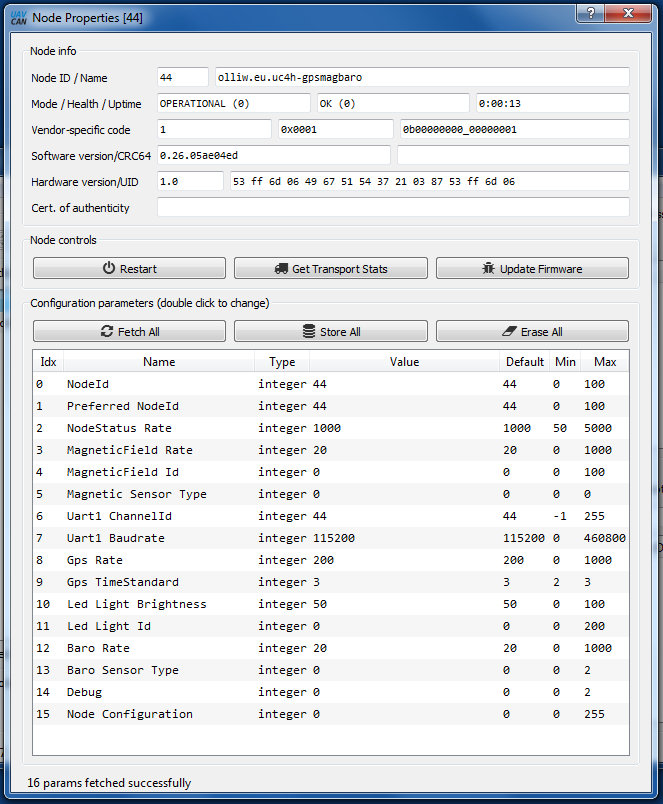 UAV CAN Node Properties [44]
Node info
Node ID / Name 44 olliw.eu.uc4h-gpsmagbaro
Mode / Health / Uptime OPERATIONAL (0) OK (0) 0:00:13
Vendor-specific code 1 0x0001 0b00000000_00000001
Software version/CRC64 0.26.05ae04ed
Hardware version/UID 1.0 53 ff 6d 06 49 67 51 54 37 21 03 87 53 ff 6d 06
Cert. of authenticity
Node controls
Restart Get Transport Stats Update Firmware
Configuration parameters (double click to change)
Fetch All Store All Erase All
Idx Name Type Value Default Min Max
0 NodeId integer 44 44 0 100
1 Preferred NodeId integer 44 44 0 100
2 NodeStatus Rate integer 1000 1000 50 5000
3 MagneticField Rate integer 20 20 0 1000
4 MagneticField Id integer 0 0 0 100
5 Magnetic Sensor Type integer 0 0 0 0
6 Uart1 ChannelId integer 44 44 -1 255
7 Uart1 Baudrate integer 115200 115200 0 460800
8 Gps Rate integer 200 200 0 1000
9 Gps TimeStandard integer 3 3 2 3
10 Led Light Brightness integer 50 50 0 100
11 Led Light Id integer 0 0 0 200
12 Baro Rate integer 20 20 0 1000
13 Baro Sensor Type integer 0 0 0 2
14 Debug integer 0 0 0 2
15 Node Configuration integer 0 0 0 255
16 params fetched successfully